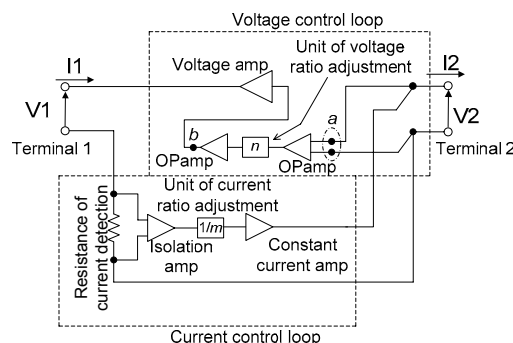 Voltage control loop
I1
Voltage amp
Unit of voltage
ratio adjustment
I2
V1
a
V2
b
n
OPamp
OPamp
Terminal 1
Terminal 2
Unit of current
ratio adjustment
Resistance of
current detection
1/m
Isolation
amp
Constant
current amp
Current control loop